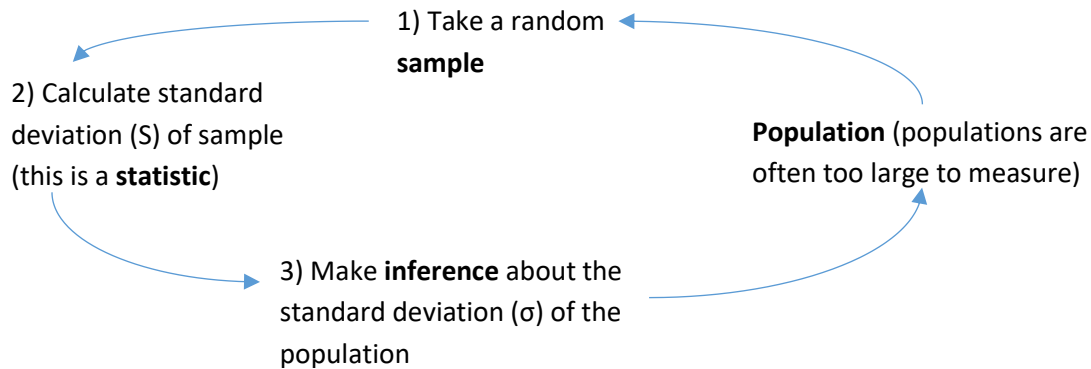 1) Take a random
sample
2) Calculate standard
deviation (S) of sample
(this is a statistic)
Population (populations are
often too large to measure)
3) Make inference about the
standard deviation (σ) of the
population